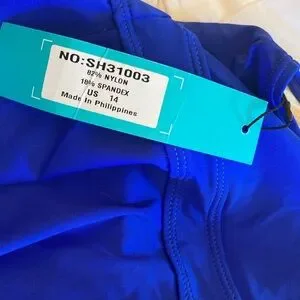 NO:SH31003
82% NYLON
18% SPANDEX
US 14
Made In Philippines